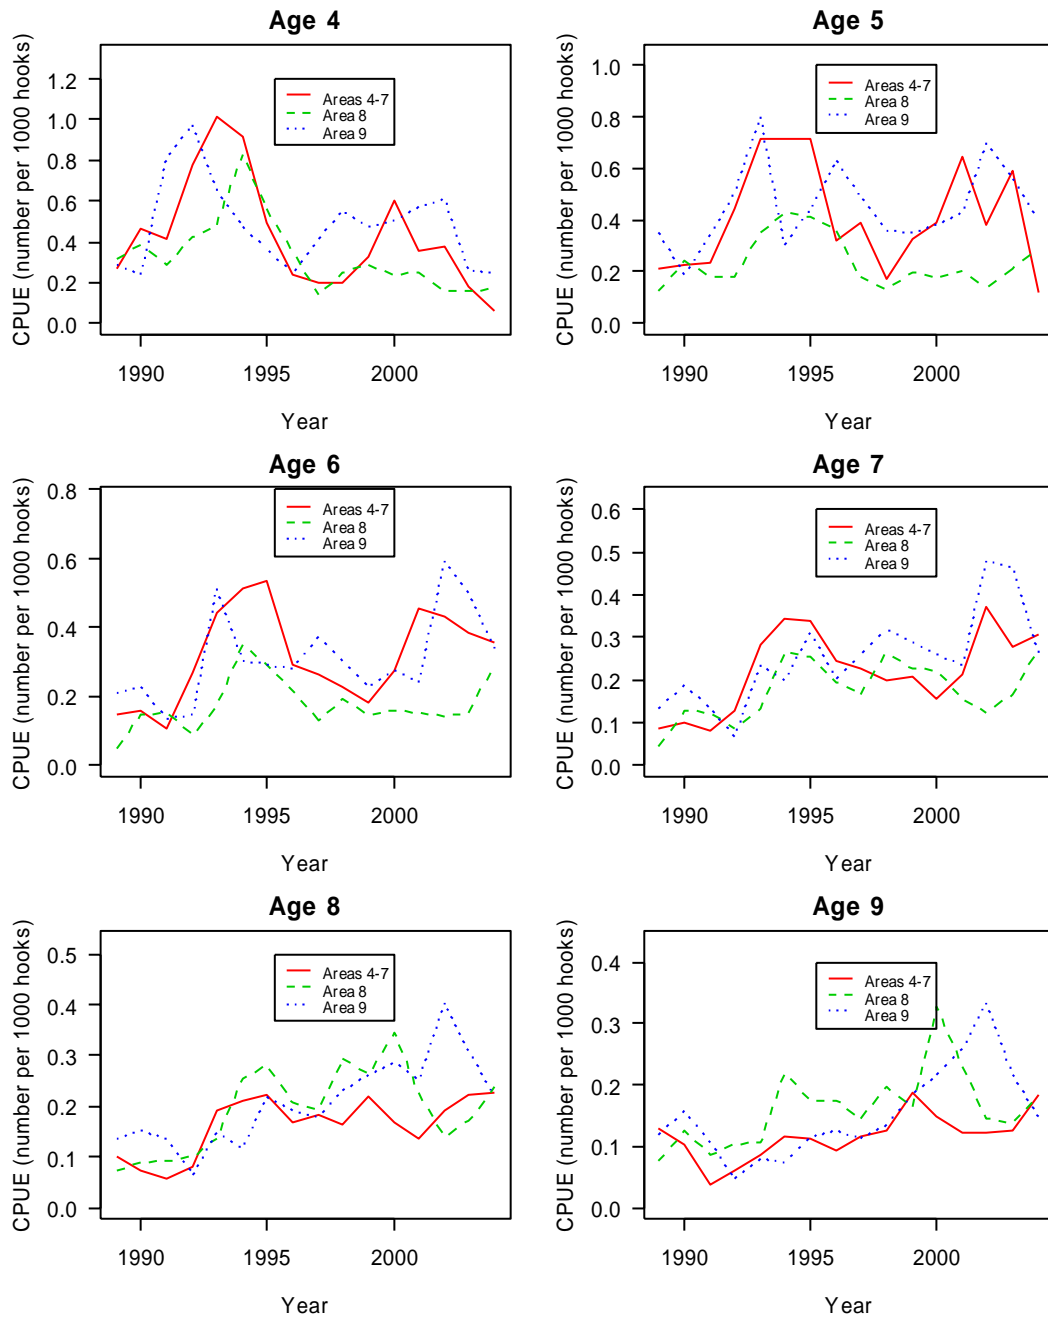 Age 4
CPUE (number per 1000 hooks)
1.2
1.0
0.8
0.6
0.4
0.2
0.0
Areas 4-7
Area 8
Area 9
1990 1995 2000
Year
Age 5
CPUE (number per 1000 hooks)
1.0
0.8
0.6
0.4
0.2
0.0
Areas 4-7
Area 8
Area 9
1990 1995 2000
Year
Age 6
CPUE (number per 1000 hooks)
0.8
0.6
0.4
0.2
0.0
Areas 4-7
Area 8
Area 9
1990 1995 2000
Year
Age 7
CPUE (number per 1000 hooks)
0.6
0.5
0.4
0.3
0.2
0.1
0.0
Areas 4-7
Area 8
Area 9
1990 1995 2000
Year
Age 8
CPUE (number per 1000 hooks)
0.5
0.4
0.3
0.2
0.1
0.0
Areas 4-7
Area 8
Area 9
1990 1995 2000
Year
Age 9
CPUE (number per 1000 hooks)
0.4
0.3
0.2
0.1
0.0
Areas 4-7
Area 8
Area 9
1990 1995 2000
Year